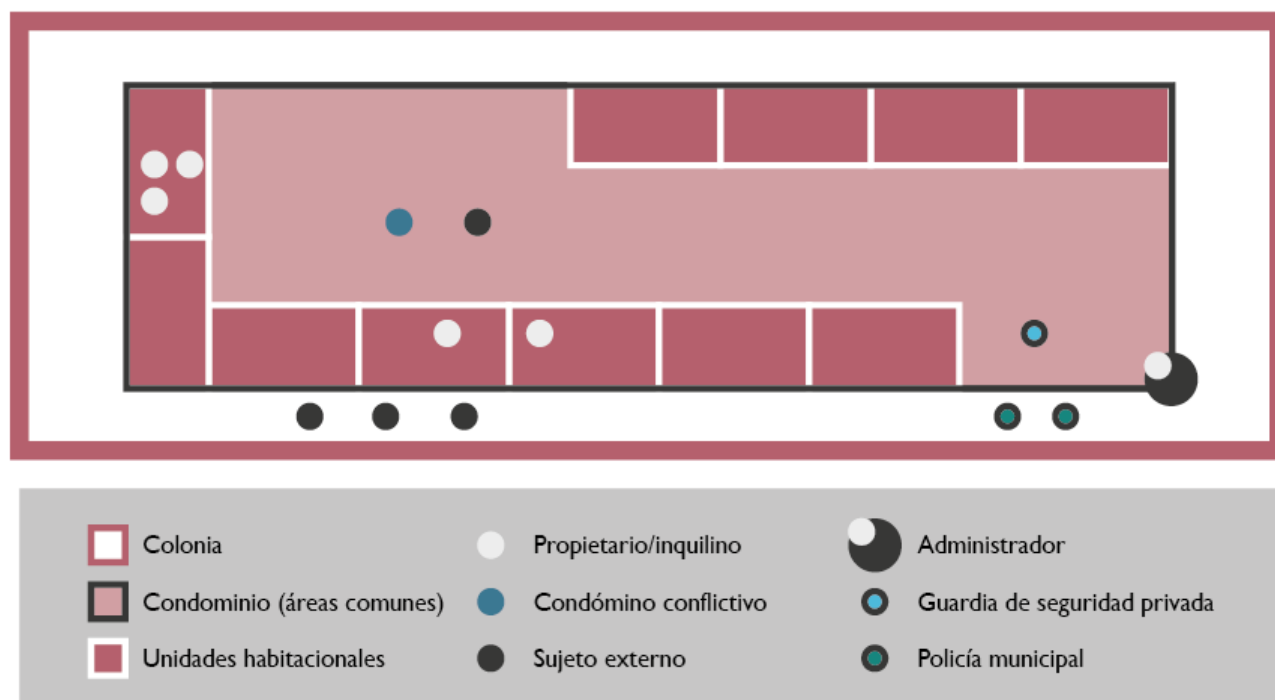 Colonia
Condominio (áreas comunes)
Unidades habitacionales
Propietario/inquilino
Condómino conflictivo
Sujeto externo
Administrador
Guardia de seguridad privada
Policía municipal